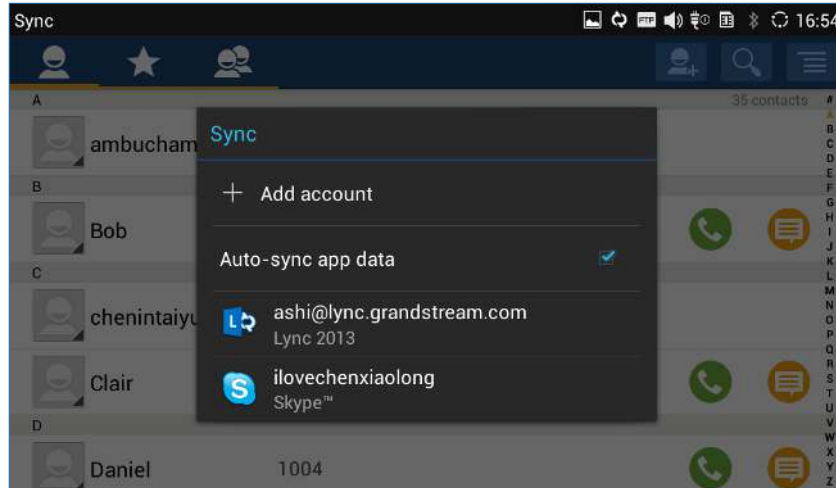 Sync
FTP
16:54
A
35 contacts
ambucham
Sync
Add account
B
Bob
Auto-sync app data
C
chenintaiyu
ashi@lync.grandstream.com
Lync 2013
Clair
ilovechenxiaolong
Skype™
D
Daniel 1004
#
A
B
C
D
E
F
G
H
I
J
K
L
M
N
O
P
Q
R
S
T
U
V
W
X
Y
Z